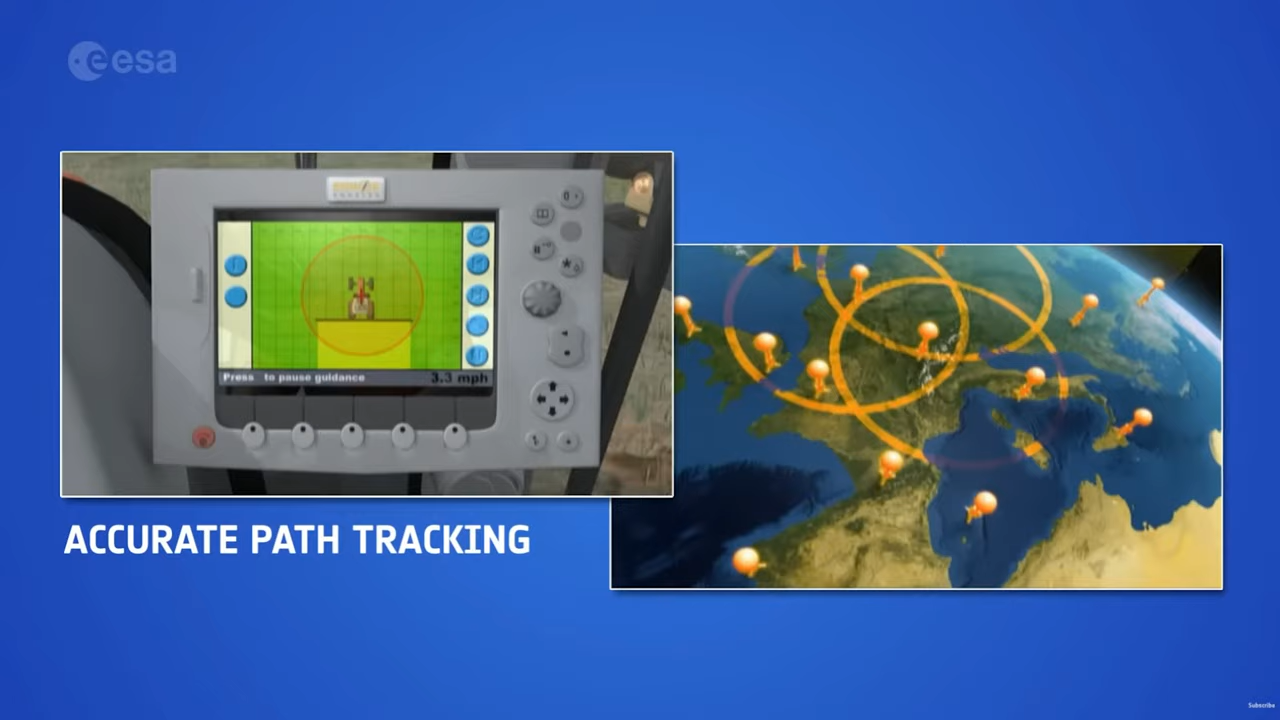 esa
Press to pause guidance
3.3 mph
ACCURATE PATH TRACKING
Subscribe